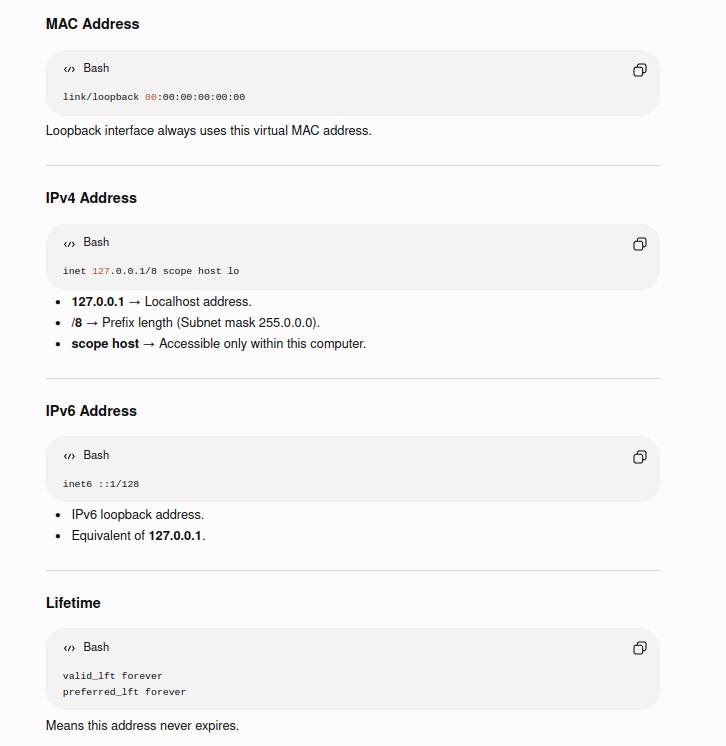 MAC Address
Bash
link/loopback 00:00:00:00:00:00
Loopback interface always uses this virtual MAC address.
IPv4 Address
Bash
inet 127.0.0.1/8 scope host lo
• 127.0.0.1 → Localhost address.
• /8 → Prefix length (Subnet mask 255.0.0.0).
• scope host → Accessible only within this computer.
IPv6 Address
Bash
inet6 ::1/128
• IPv6 loopback address.
• Equivalent of 127.0.0.1.
Lifetime
Bash
valid_lft forever
preferred_lft forever
Means this address never expires.